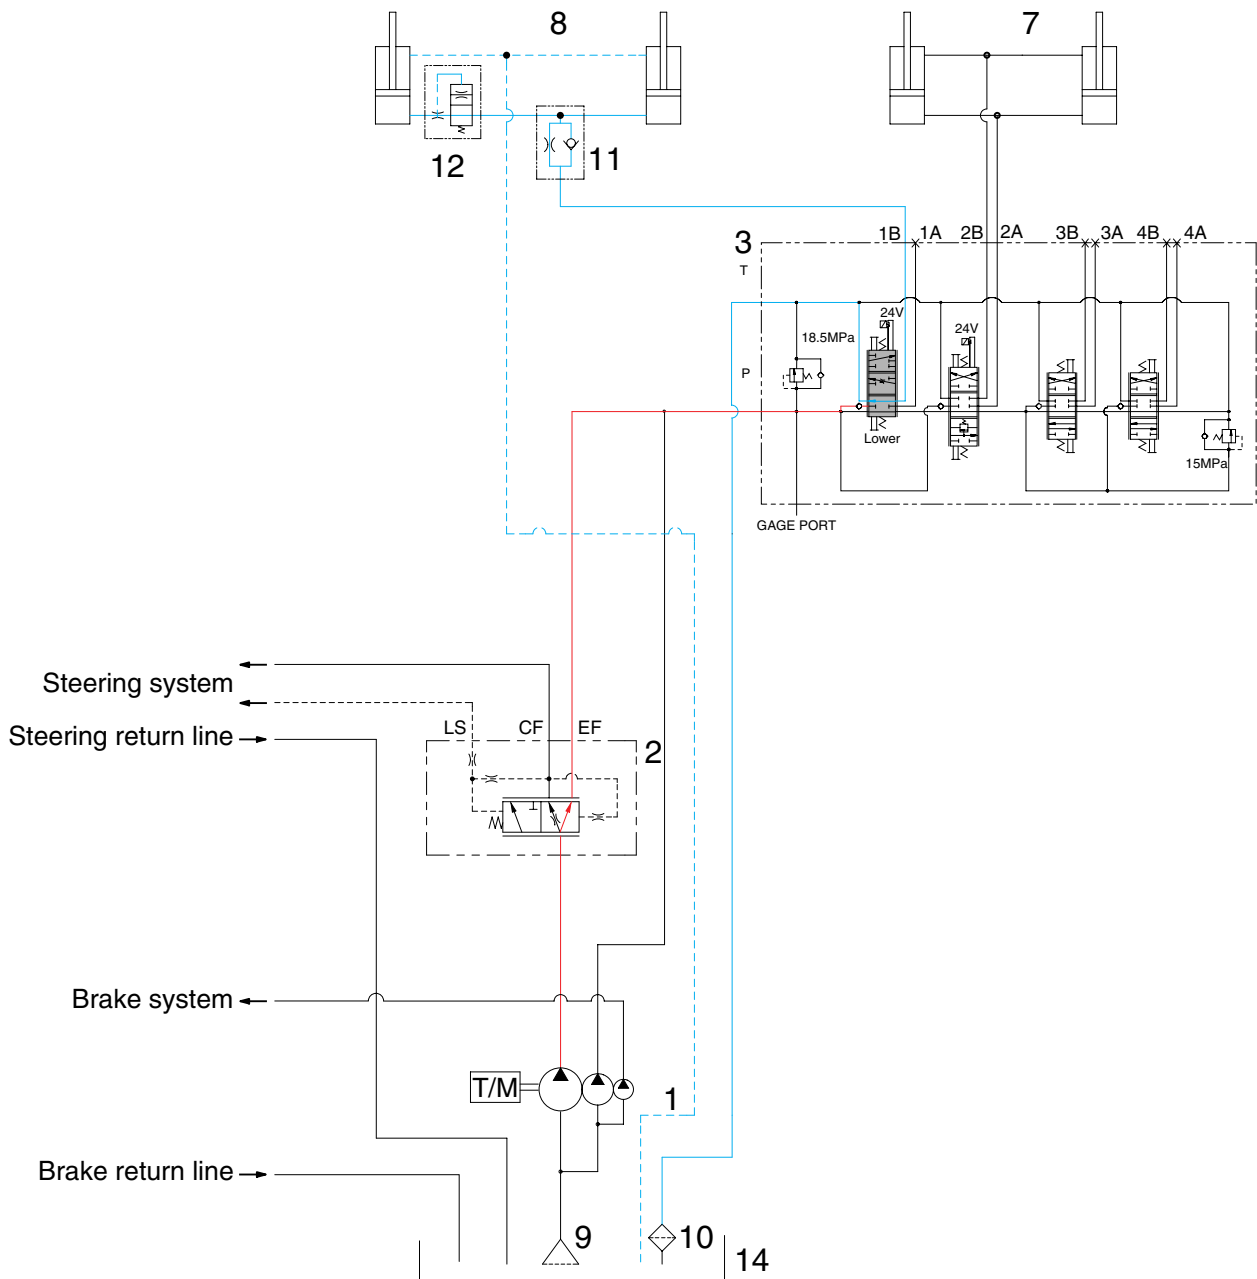 8
7
12
11
3
1B
1A
2B
2A
3B
3A
4B
4A
T
24V
24V
18.5MPa
P
Lower
15MPa
GAGE PORT
Steering system
Steering return line
LS
CF
EF
2
Brake system
T/M
1
Brake return line
9
10
14